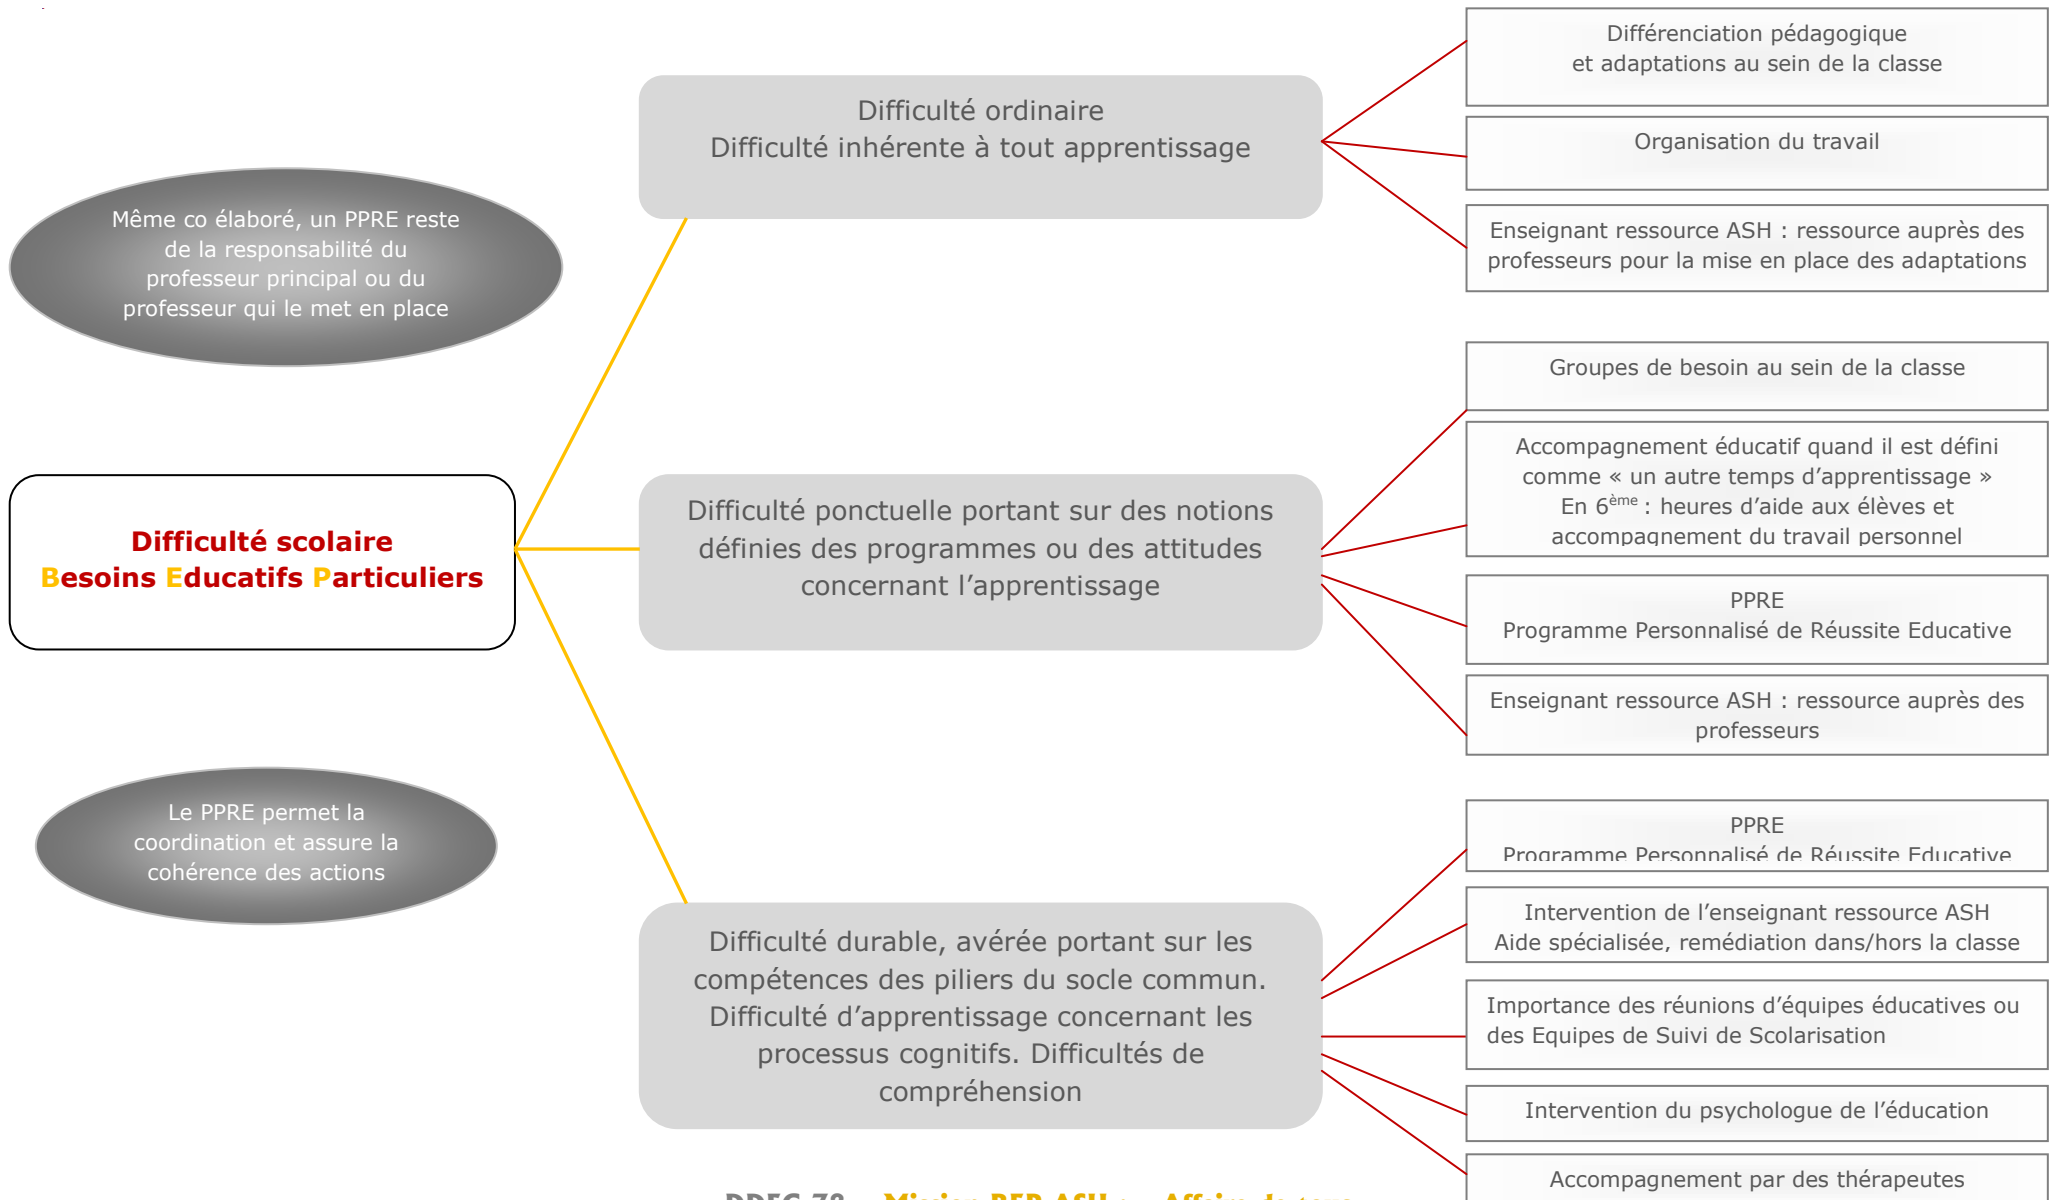 Différenciation pédagogique
et adaptations au sein de la classe
Difficulté ordinaire
Difficulté inhérente à tout apprentissage
Organisation du travail
Enseignant ressource ASH : ressource auprès des
professeurs pour la mise en place des adaptations
Même co élaboré, un PPRE reste
de la responsabilité du
professeur principal ou du
professeur qui le met en place
Groupes de besoin au sein de la classe
Accompagnement éducatif quand il est défini
comme « un autre temps d’apprentissage »
En 6ème : heures d’aide aux élèves et
accompagnement du travail personnel
Difficulté scolaire
Besoins Educatifs Particuliers
Difficulté ponctuelle portant sur des notions
définies des programmes ou des attitudes
concernant l’apprentissage
PPRE
Programme Personnalisé de Réussite Educative
Enseignant ressource ASH : ressource auprès des
professeurs
Le PPRE permet la
coordination et assure la
cohérence des actions
PPRE
Programme Personnalisé de Réussite Educative
Intervention de l’enseignant ressource ASH
Aide spécialisée, remédiation dans/hors la classe
Difficulté durable, avérée portant sur les
compétences des piliers du socle commun.
Difficulté d’apprentissage concernant les
processus cognitifs. Difficultés de
compréhension
Importance des réunions d’équipes éducatives ou
des Equipes de Suivi de Scolarisation
Intervention du psychologue de l’éducation
Accompagnement par des thérapeutes
Mission BEP ASH : Affaire de tous